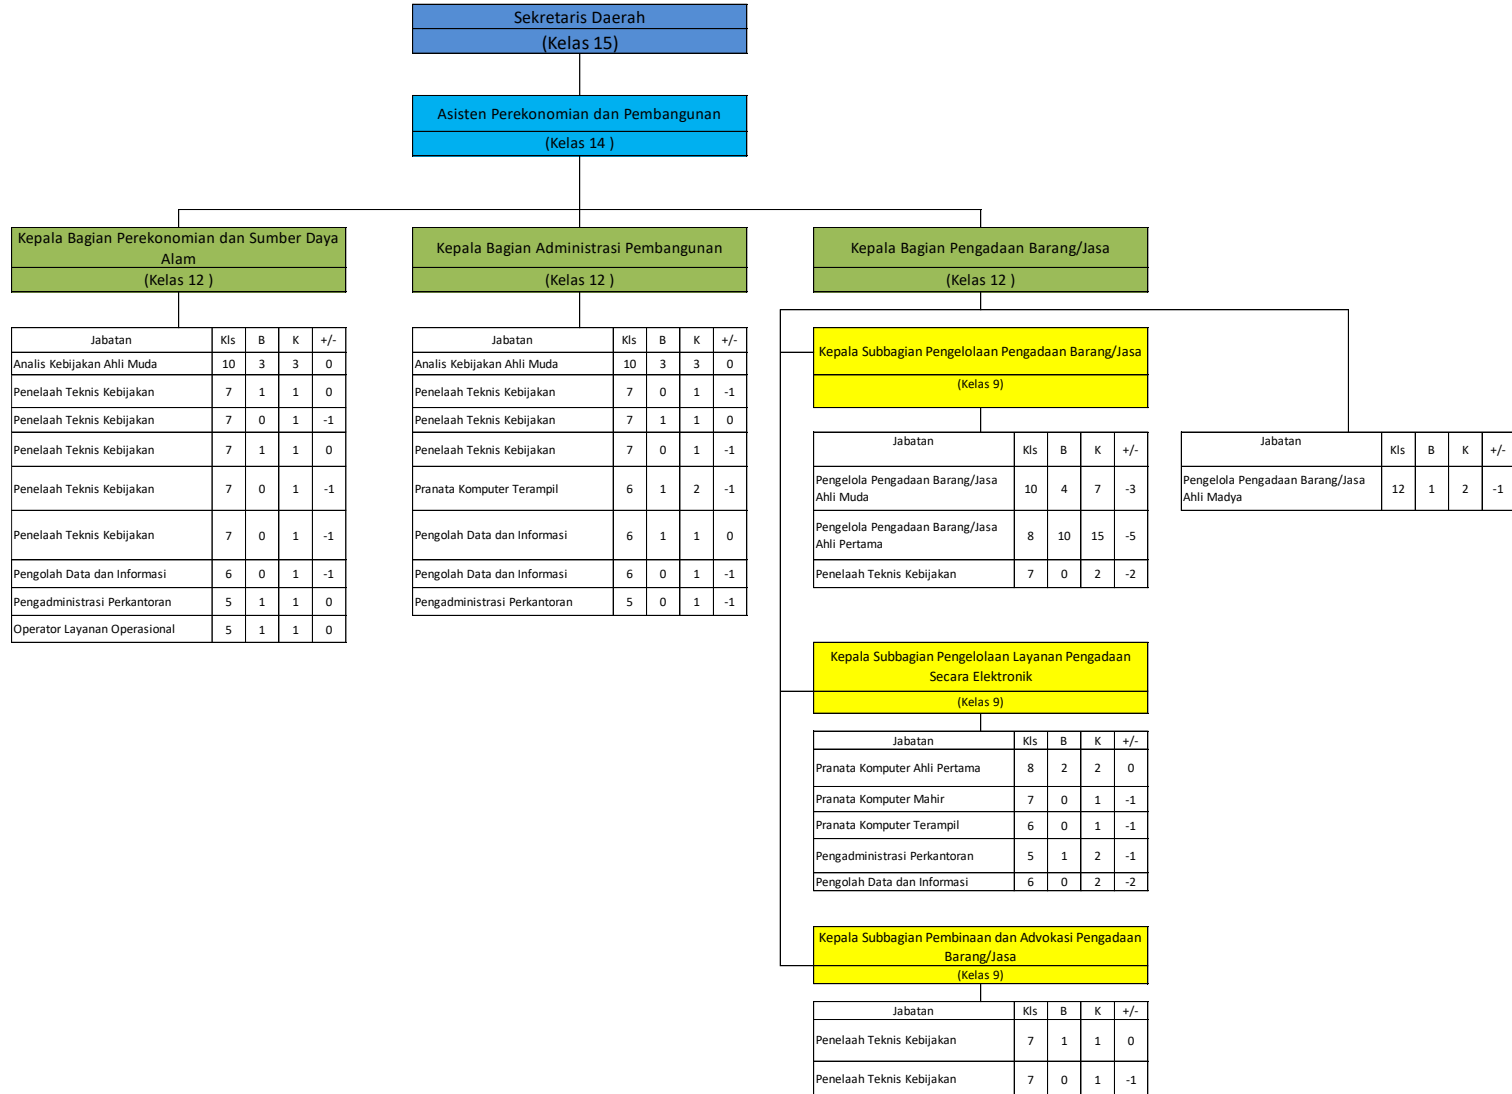 Sekretaris Daerah
(Kelas 15)
Asisten Perekonomian dan Pembangunan
(Kelas 14 )
Kepala Bagian Perekonomian dan Sumber Daya
Alam
(Kelas 12 )
Jabatan Kls B K +/-
Analis Kebijakan Ahli Muda 10 3 3 0
Penelaah Teknis Kebijakan 7 1 1 0
Penelaah Teknis Kebijakan 7 0 1 -1
Penelaah Teknis Kebijakan 7 1 1 0
Penelaah Teknis Kebijakan 7 0 1 -1
Penelaah Teknis Kebijakan 7 0 1 -1
Pengolah Data dan Informasi 6 0 1 -1
Pengadministrasi Perkantoran 5 1 1 0
Operator Layanan Operasional 5 1 1 0
Kepala Bagian Administrasi Pembangunan
(Kelas 12 )
Jabatan Kls B K +/-
Analis Kebijakan Ahli Muda 10 3 3 0
Penelaah Teknis Kebijakan 7 0 1 -1
Penelaah Teknis Kebijakan 7 1 1 0
Penelaah Teknis Kebijakan 7 0 1 -1
Pranata Komputer Terampil 6 1 2 -1
Pengolah Data dan Informasi 6 1 1 0
Pengolah Data dan Informasi 6 0 1 -1
Pengadministrasi Perkantoran 5 0 1 -1
Kepala Bagian Pengadaan Barang/Jasa
(Kelas 12 )
Kepala Subbagian Pengelolaan Pengadaan Barang/Jasa
(Kelas 9)
Jabatan Kls B K +/-
Pengelola Pengadaan Barang/Jasa
Ahli Muda 10 4 7 -3
Pengelola Pengadaan Barang/Jasa
Ahli Pertama 8 10 15 -5
Penelaah Teknis Kebijakan 7 0 2 -2
Jabatan Kls B K +/-
Pengelola Pengadaan Barang/Jasa
Ahli Madya 12 1 2 -1
Kepala Subbagian Pengelolaan Layanan Pengadaan
Secara Elektronik
(Kelas 9)
Jabatan Kls B K +/-
Pranata Komputer Ahli Pertama 8 2 2 0
Pranata Komputer Mahir 7 0 1 -1
Pranata Komputer Terampil 6 0 1 -1
Pengadministrasi Perkantoran 5 1 2 -1
Pengolah Data dan Informasi 6 0 2 -2
Kepala Subbagian Pembinaan dan Advokasi Pengadaan
Barang/Jasa
(Kelas 9)
Jabatan Kls B K +/-
Penelaah Teknis Kebijakan 7 1 1 0
Penelaah Teknis Kebijakan 7 0 1 -1